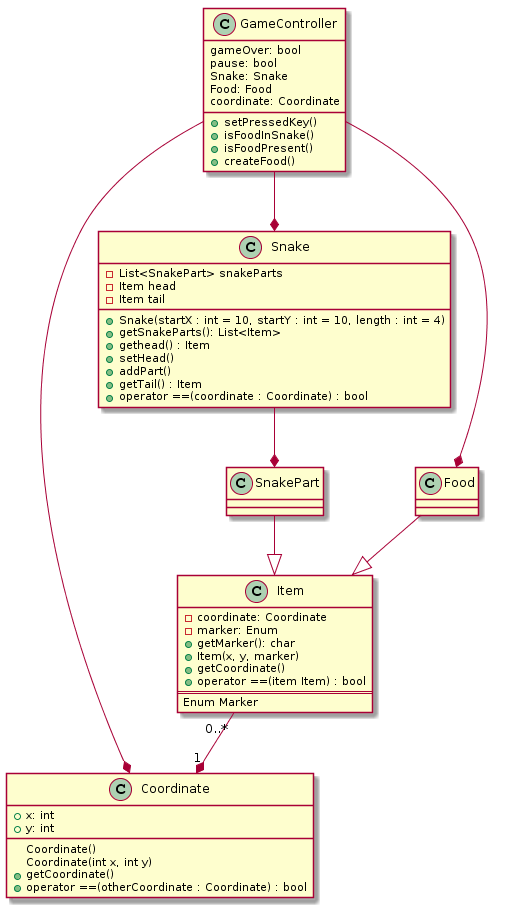 C GameController
gameOver: bool
pause: bool
Snake: Snake
Food: Food
coordinate: Coordinate
setPressedKey()
isFoodInSnake()
isFoodPresent()
createFood()
C Snake
List<SnakePart> snakeParts
Item head
Item tail
Snake(startX : int = 10, startY : int = 10, length : int = 4)
getSnakeParts(): List<Item>
gethead() : Item
setHead()
addPart()
getTail() : Item
operator ==(coordinate : Coordinate) : bool
C SnakePart
C Food
C Item
coordinate: Coordinate
marker: Enum
getMarker(): char
Item(x, y, marker)
getCoordinate()
operator ==(item Item) : bool
Enum Marker
0..*
1
C Coordinate
x: int
y: int
Coordinate()
Coordinate(int x, int y)
getCoordinate()
operator ==(otherCoordinate : Coordinate) : bool